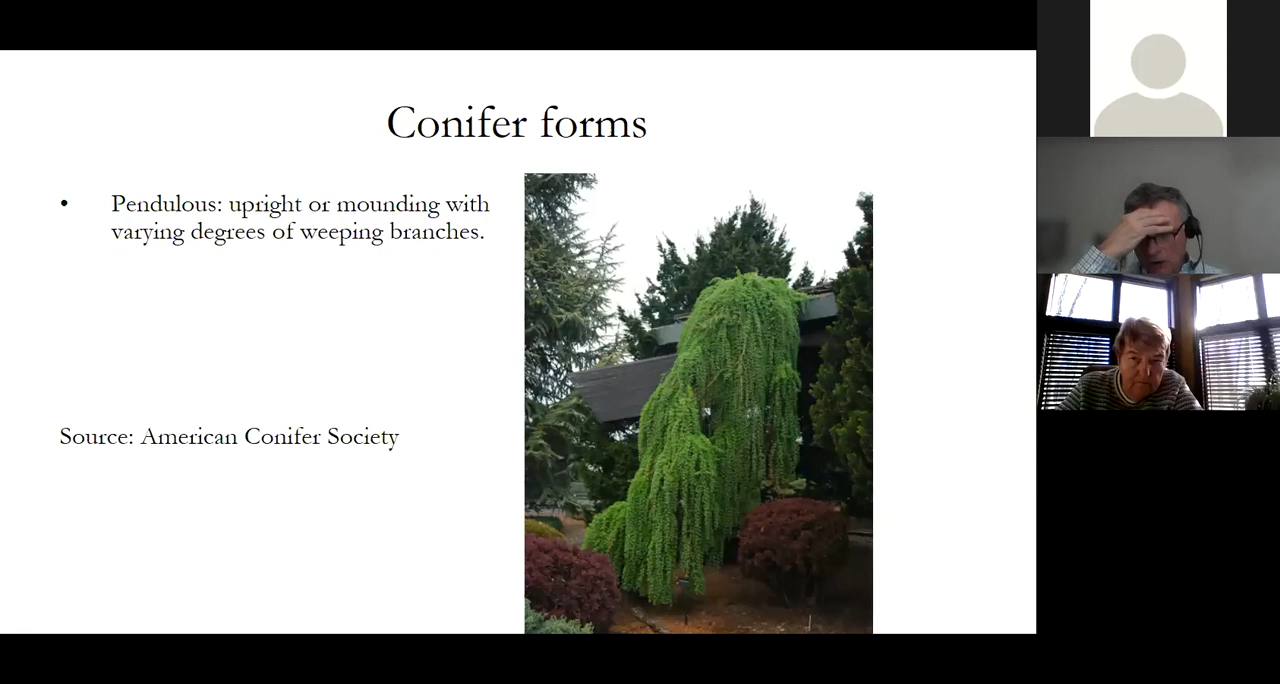 Conifer forms
• Pendulous: upright or mounding with
varying degrees of weeping branches.
Source: American Conifer Society